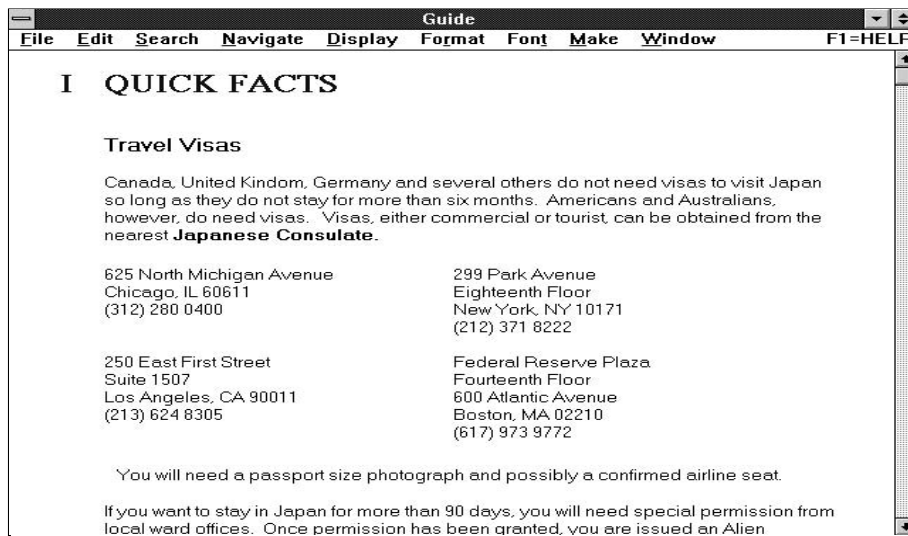 Guide
File Edit Search Navigate Display Format Font Make Window F1=HELP
I QUICK FACTS
Travel Visas
Canada, United Kindom, Germany and several others do not need visas to visit Japan
so long as they do not stay for more than six months. Americans and Australians,
however, do need visas. Visas, either commercial or tourist, can be obtained from the
nearest Japanese Consulate.
625 North Michigan Avenue
Chicago, IL 60611
(312) 280 0400
299 Park Avenue
Eighteenth Floor
New York, NY 10171
(212) 371 8222
250 East First Street
Suite 1507
Los Angeles, CA 90011
(213) 624 8305
Federal Reserve Plaza
Fourteenth Floor
600 Atlantic Avenue
Boston, MA 02210
(617) 973 9772
You will need a passport size photograph and possibly a confirmed airline seat.
If you want to stay in Japan for more than 90 days, you will need special permission from
local ward offices. Once permission has been granted, you are issued an Alien